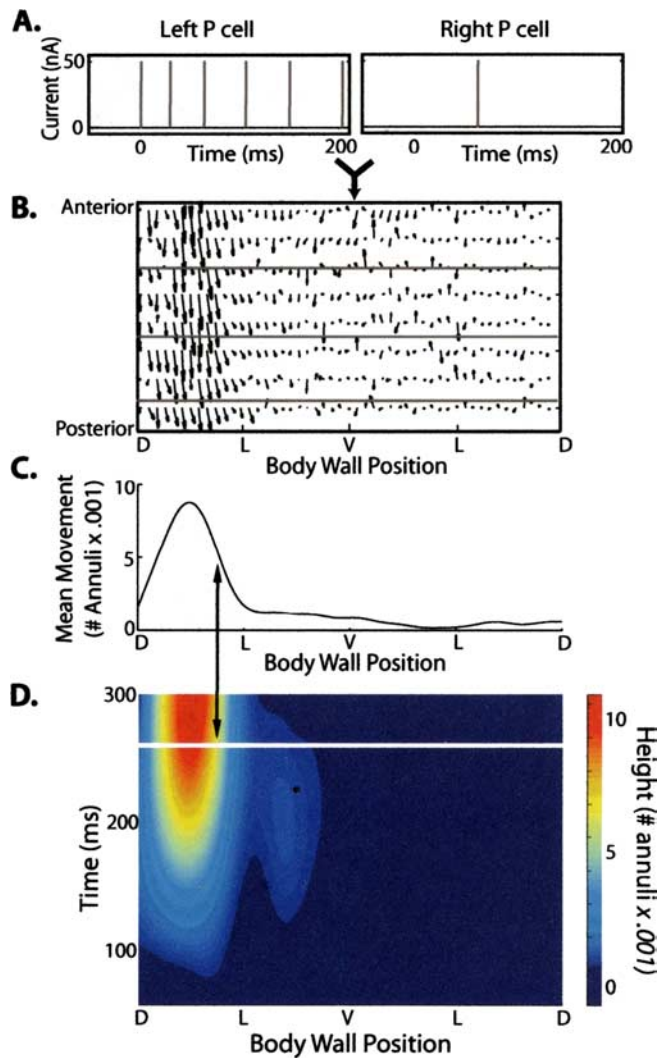 A.
Left P cell
Right P cell
Current (nA)
50
0
0
200
Time (ms)
0
200
Time (ms)
B.
Anterior
Posterior
D
L
V
L
D
Body Wall Position
C.
Mean Movement
(# Annuli x .001)
10
5
0
D
L
V
L
D
Body Wall Position
D.
Time (ms)
300
200
100
D
L
V
L
D
Body Wall Position
10
5
0
Height (# annuli x .001)